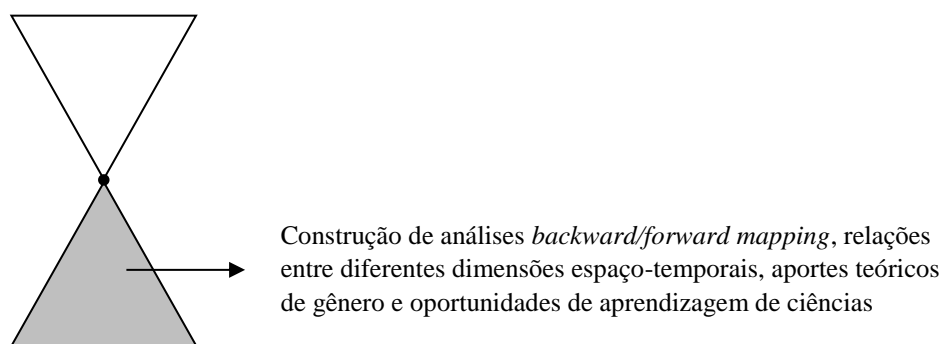 Construção de análises backward/forward mapping, relações
entre diferentes dimensões espaço-temporais, aportes teóricos
de gênero e oportunidades de aprendizagem de ciências